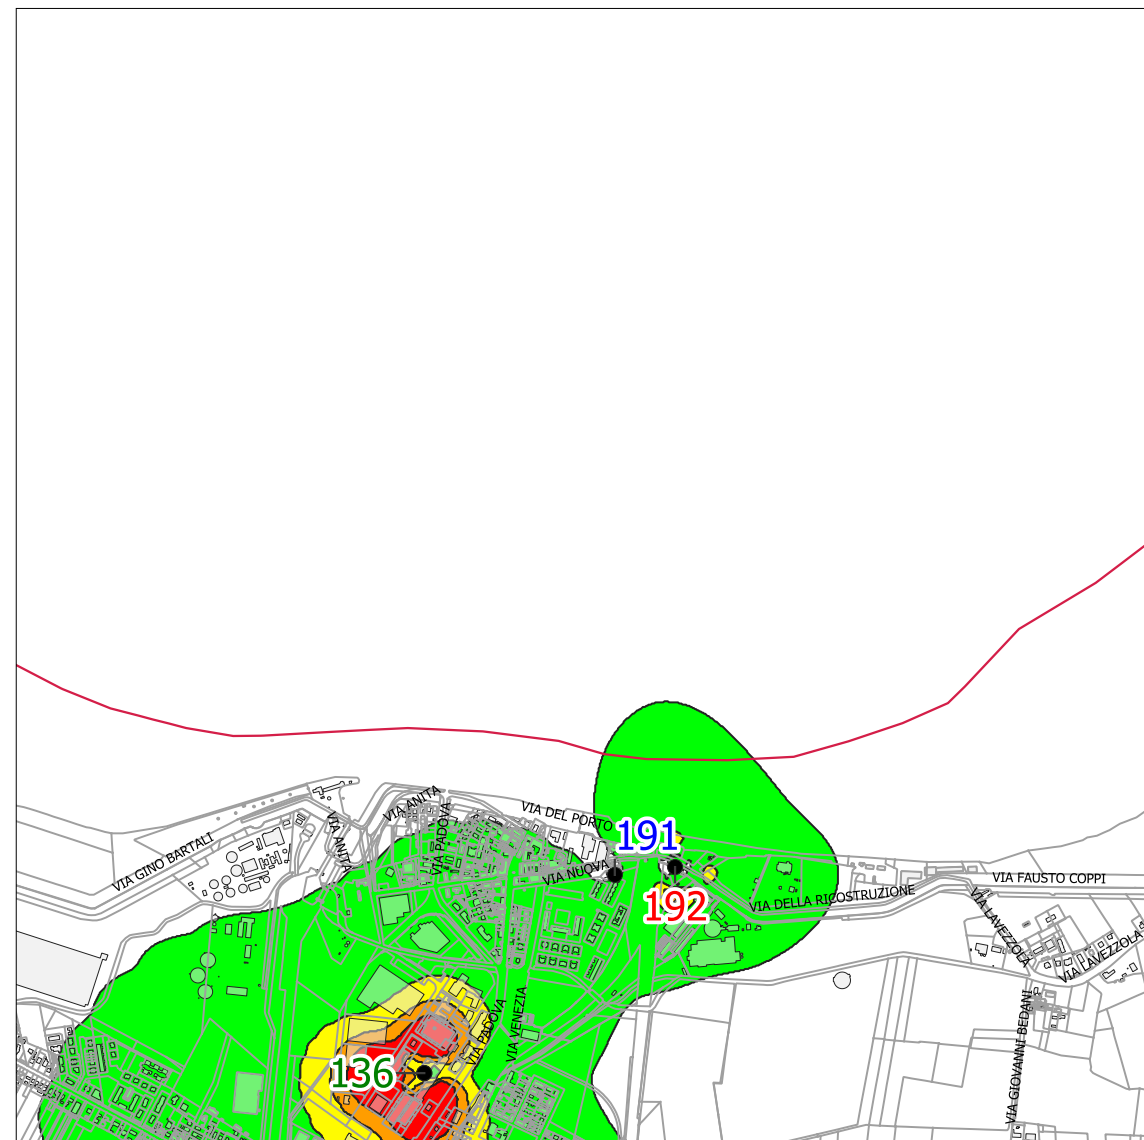 VIA ANITA
VIA PADOVA
VIA DEL PORTO
VIA ANITA
VIA GINO BARTALI
191
VIA NUOVA
VIA FAUSTO COPPI
VIA DELLA RICOSTRUZIONE
192
VIA LAVEZZOLA
VIA LAVEZZOLA
VIA PADOVA
VIA VENEZIA
VIA GIOVANNI BEDANI
136